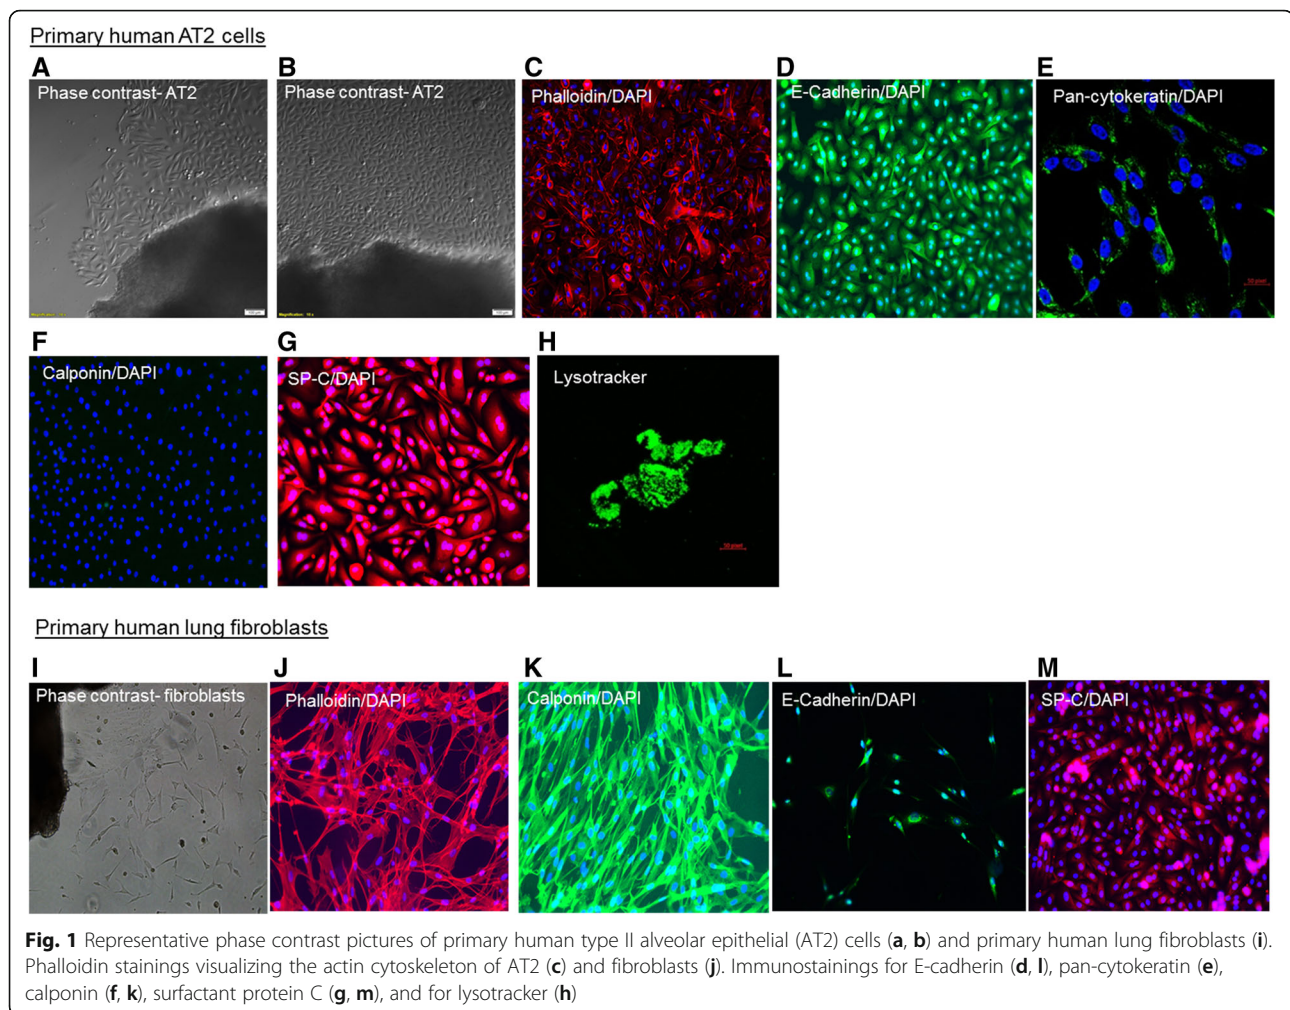 Primary human AT2 cells
A B C D E
Phase contrast- AT2
Phase contrast- AT2
Phalloidin/DAPI
E-Cadherin/DAPI
Pan-cytokeratin/DAPI
F G H
Calponin/DAPI
SP-C/DAPI
Lysotracker
Primary human lung fibroblasts
I J K L M
Phase contrast- fibroblasts
Phalloidin/DAPI
Calponin/DAPI
E-Cadherin/DAPI
SP-C/DAPI
Fig. 1 Representative phase contrast pictures of primary human type II alveolar epithelial (AT2) cells (a, b) and primary human lung fibroblasts (i).
Phalloidin stainings visualizing the actin cytoskeleton of AT2 (c) and fibroblasts (j). Immunostainings for E-cadherin (d, l), pan-cytokeratin (e),
calponin (f, k), surfactant protein C (g, m), and for lysotracker (h)